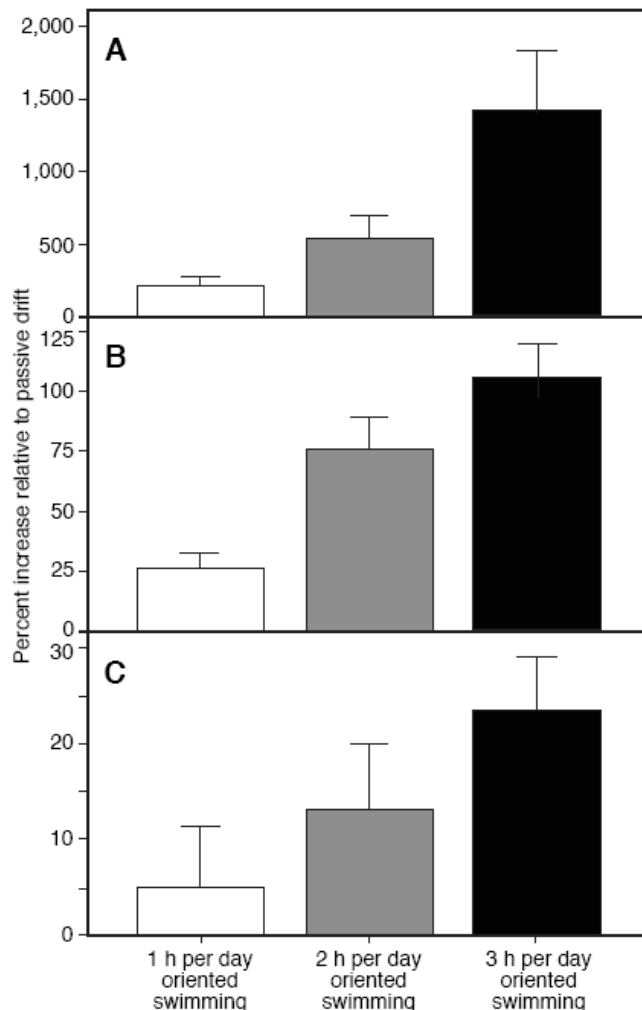 Percent increase relative to passive drift
A
2,000
1,500
1,000
500
0
B
125
100
75
50
25
0
C
30
20
10
0
1 h per day
oriented
swimming
2 h per day
oriented
swimming
3 h per day
oriented
swimming